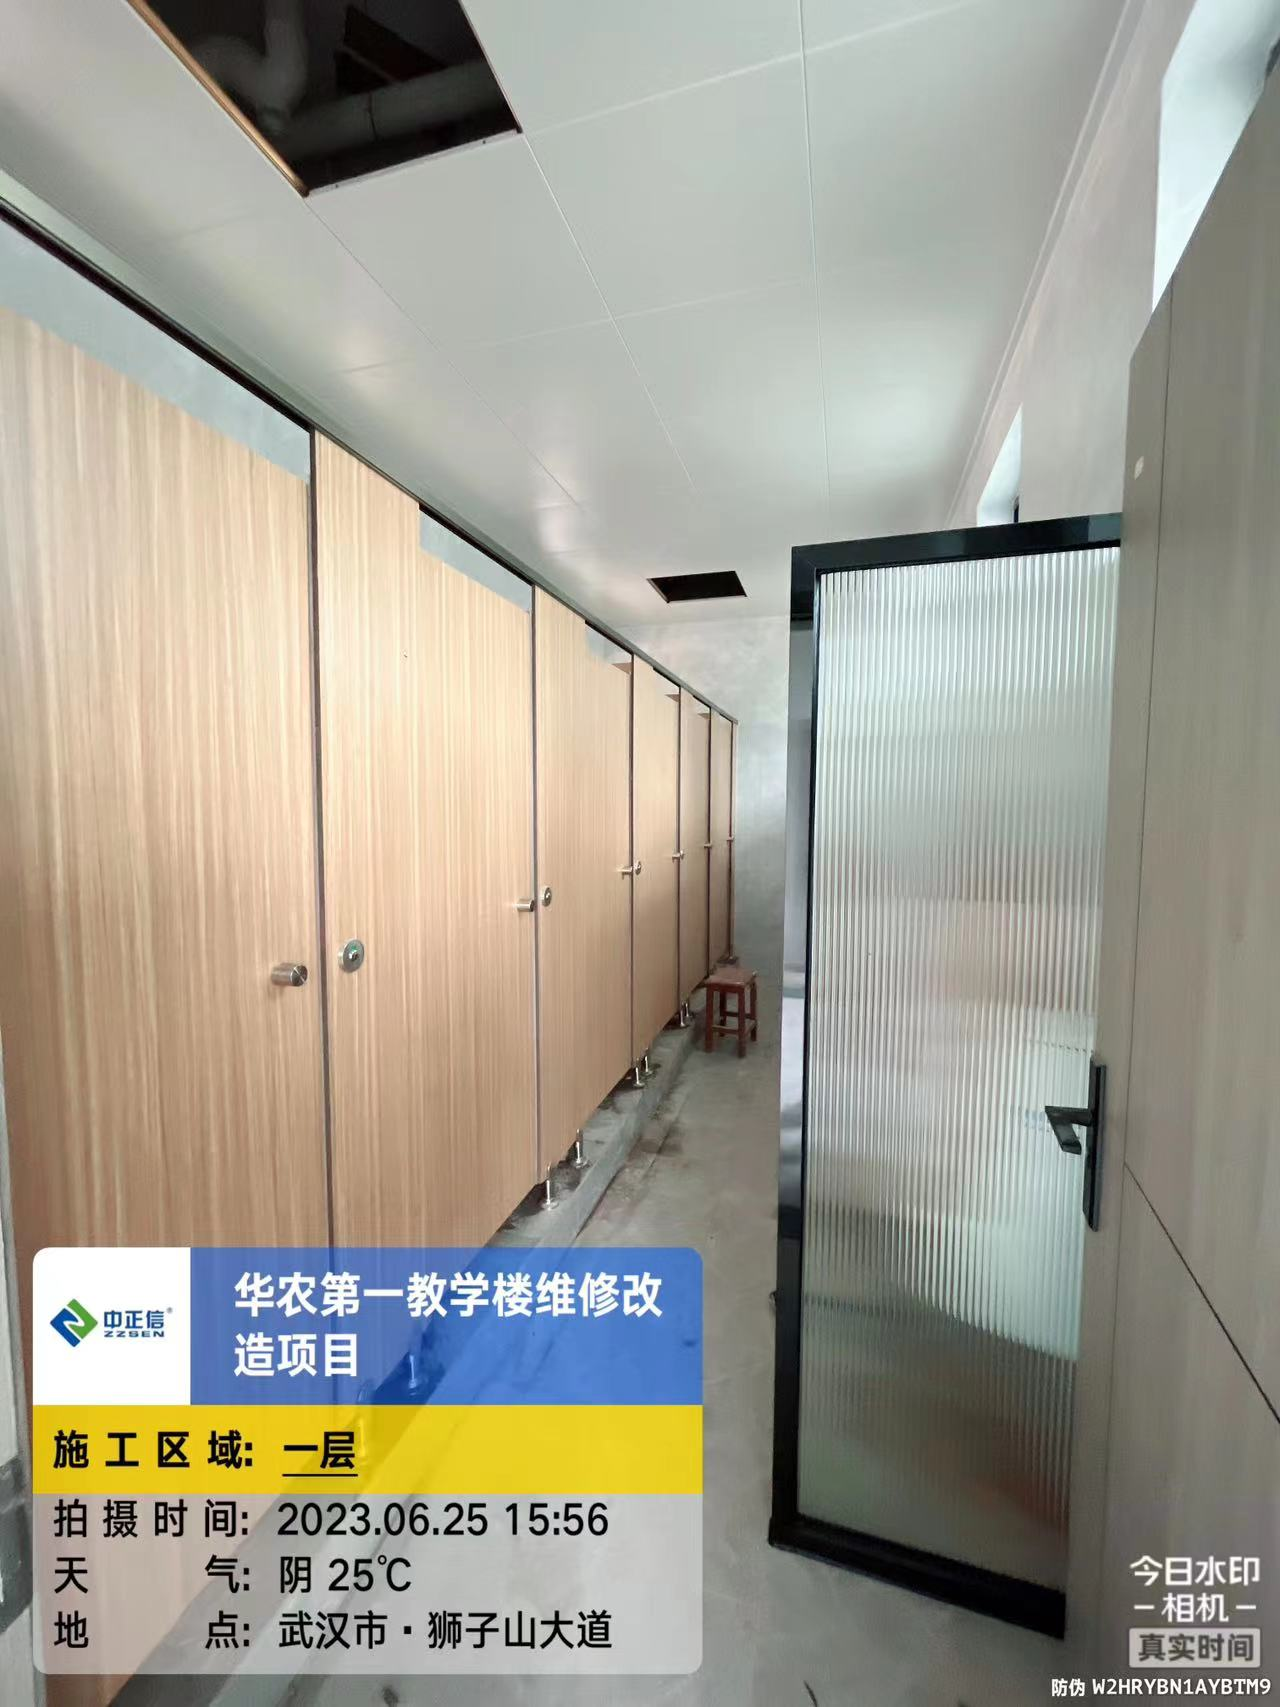 中正信®
ZZSEN
华农第一教学楼维修改
造项目
施工区域: 一层
拍摄时间: 2023.06.25 15:56
天气: 阴 25℃
地点: 武汉市·狮子山大道
今日水印
-相机-
真实时间
防伪 W2HRYBN1AYBTM9